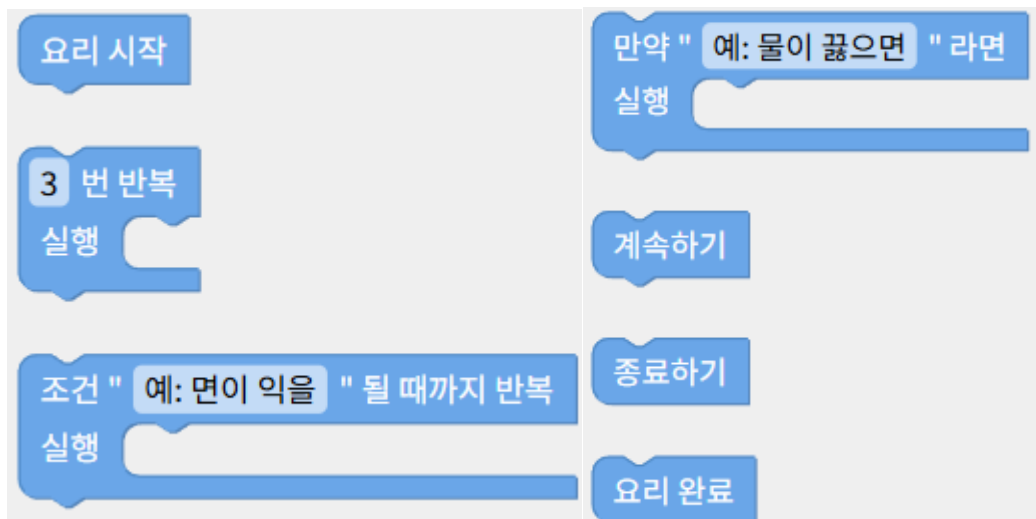 요리 시작
3 번 반복
실행
조건 " 예: 면이 익을 " 될 때까지 반복
실행
만약 " 예: 물이 끓으면 " 라면
실행
계속하기
종료하기
요리 완료